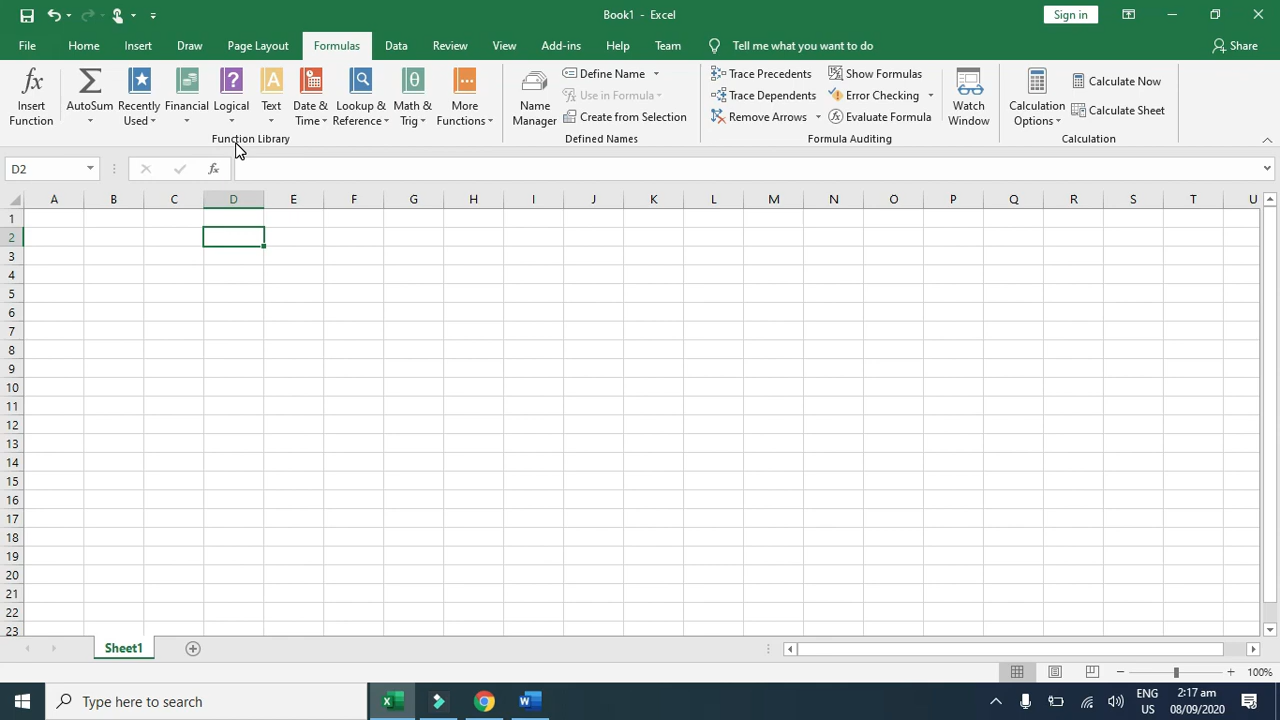 Book1 - Excel
Sign in
File Home Insert Draw Page Layout Formulas Data Review View Add-ins Help Team Tell me what you want to do Share
Insert Function
AutoSum
Recently Used
Financial
Logical
Text
Date & Time
Lookup & Reference
Math & Trig
More Functions
Function Library
Name Manager
Define Name
Use in Formula
Create from Selection
Defined Names
Trace Precedents
Trace Dependents
Remove Arrows
Show Formulas
Error Checking
Evaluate Formula
Formula Auditing
Watch Window
Calculation Options
Calculate Now
Calculate Sheet
Calculation
D2
fx
A B C D E F G H I J K L M N O P Q R S T U
1
2
3
4
5
6
7
8
9
10
11
12
13
14
15
16
17
18
19
20
21
22
23
Sheet1
100%
Type here to search
ENG
US
2:17 am
08/09/2020